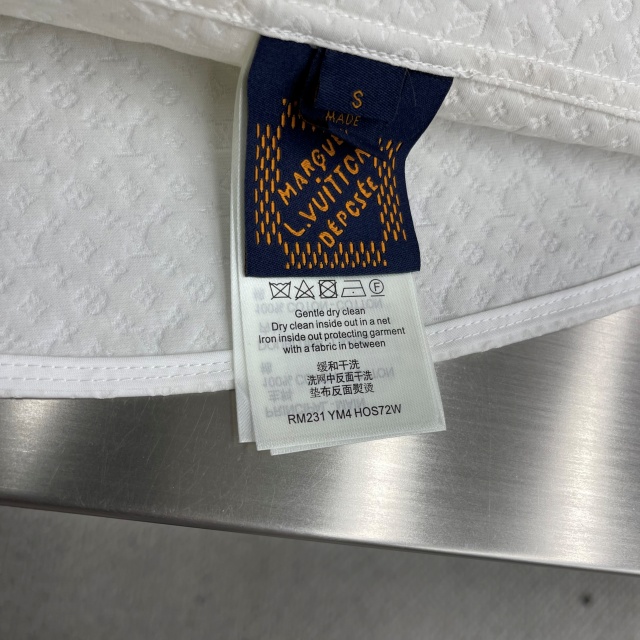 S
MADE
MARQUE
L.VUITTON
DÉPOSÉE
Gentle dry clean
Dry clean inside out in a net
Iron inside out protecting garment
with a fabric in between
缓和干洗
洗网中反面干洗
垫布反面熨烫
RM231 YM4 HOS72W